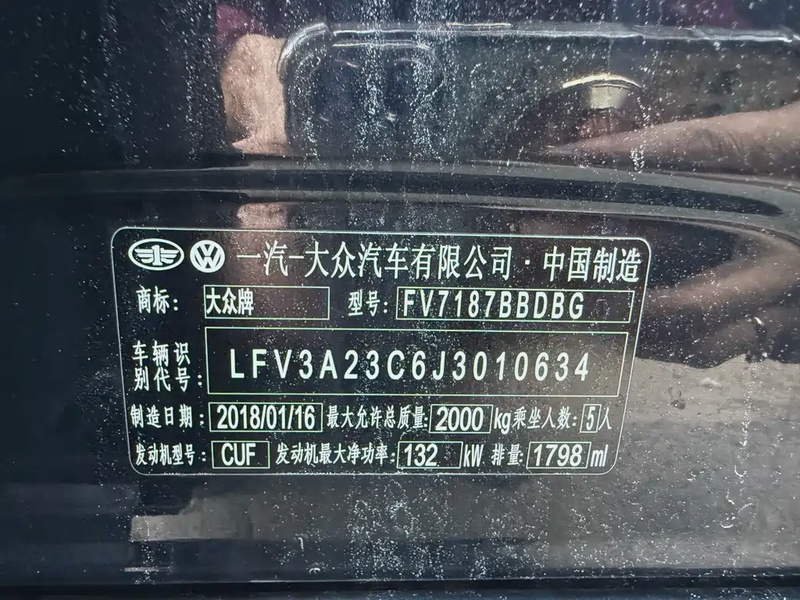 一汽-大众汽车有限公司·中国制造
商标: 大众牌 型号: FV7187BBDBG
车辆识别代号: LFV3A23C6J3010634
制造日期: 2018/01/16 最大允许总质量: 2000 kg 乘坐人数: 5 人
发动机型号: CUF 发动机最大净功率: 132 kW 排量: 1798 ml